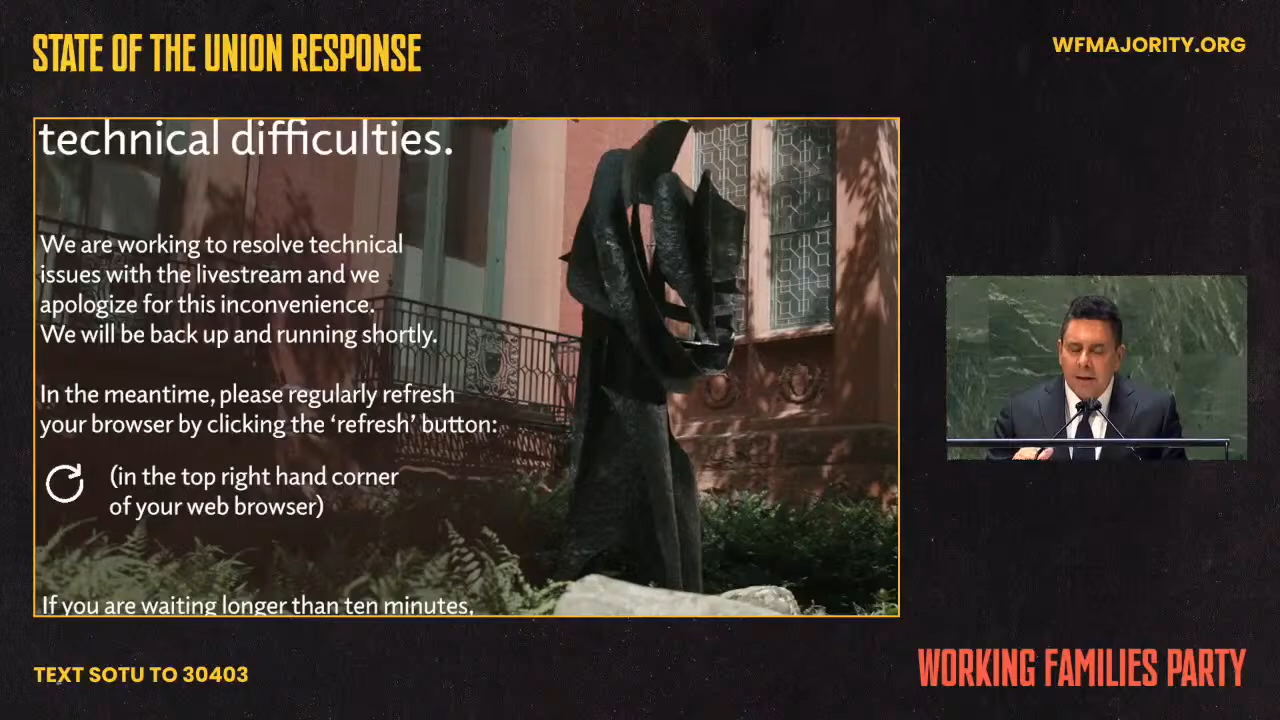 STATE OF THE UNION RESPONSE
WFMAJORITY.ORG
technical difficulties.
We are working to resolve technical
issues with the livestream and we
apologize for this inconvenience.
We will be back up and running shortly.
In the meantime, please regularly refresh
your browser by clicking the ‘refresh’ button:
(in the top right hand corner
of your web browser)
If you are waiting longer than ten minutes,
TEXT SOTU TO 30403
WORKING FAMILIES PARTY